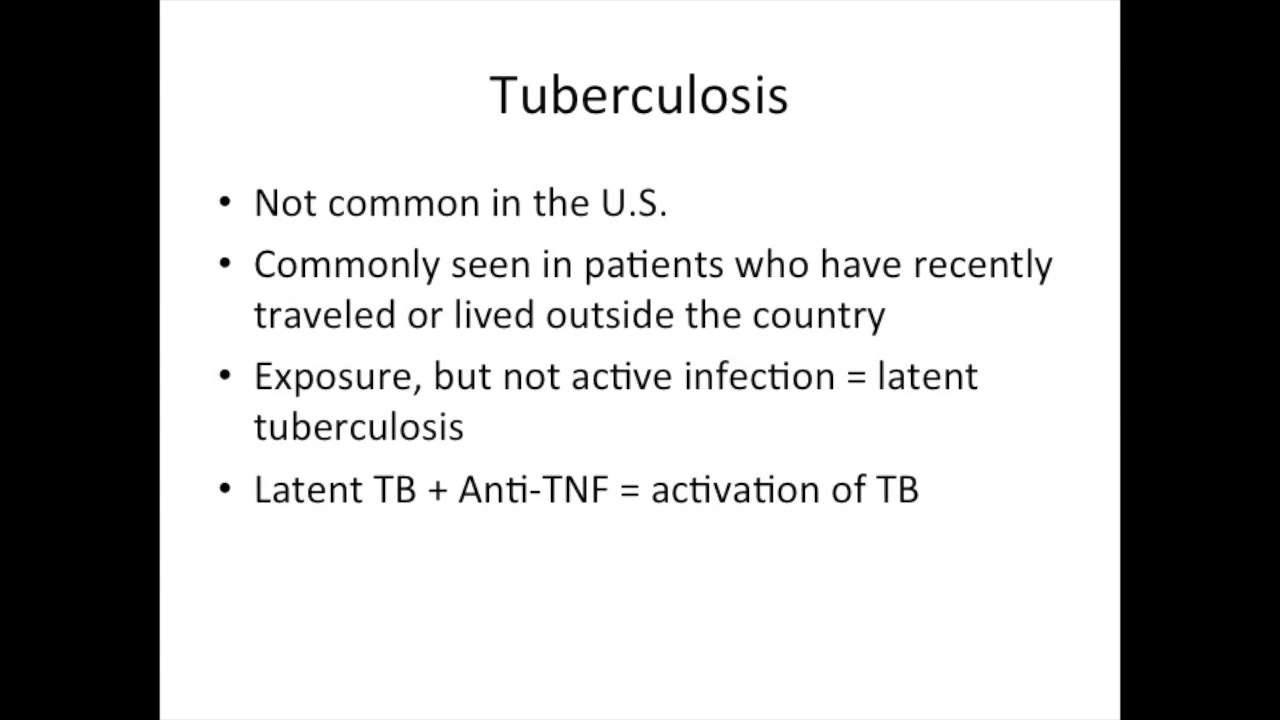 Tuberculosis
• Not common in the U.S.
• Commonly seen in patients who have recently
traveled or lived outside the country
• Exposure, but not active infection = latent
tuberculosis
• Latent TB + Anti-TNF = activation of TB